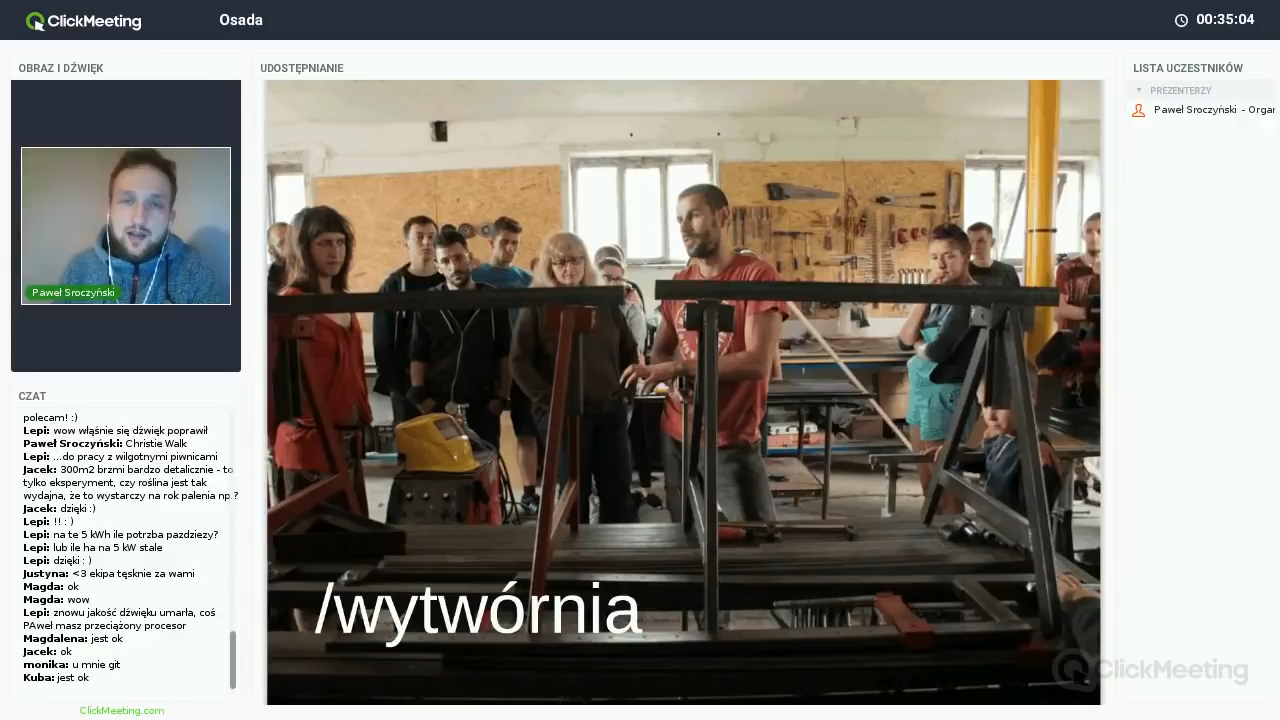 ClickMeeting
Osada
00:35:04
OBRAZ I DŹWIĘK
Paweł Sroczyński
UDOSTĘPNIANIE
/wytwórnia
ClickMeeting
LISTA UCZESTNIKÓW
PREZENTERZY
Paweł Sroczyński - Organ
CZAT
polecam! :)
Lepi: wow włąśnie się dźwięk poprawił
Paweł Sroczyński: Christie Walk
Lepi: ...do pracy z wilgotnymi piwnicami
Jacek: 300m2 brzmi bardzo detalicznie - to
tylko eksperyment, czy roślina jest tak
wydajna, że to wystarczy na rok palenia np.?
Jacek: dzięki :)
Lepi: !! : )
Lepi: na te 5 kWh ile potrzba pazdziezy?
Lepi: lub ile ha na 5 kW stale
Lepi: dzięki : )
Justyna: <3 ekipa tęsknie za wami
Magda: ok
Magda: wow
Lepi: znowu jakość dźwięku umarła, coś
PAweł masz przeciążony procesor
Magdalena: jest ok
Jacek: ok
monika: u mnie git
Kuba: jest ok
ClickMeeting.com